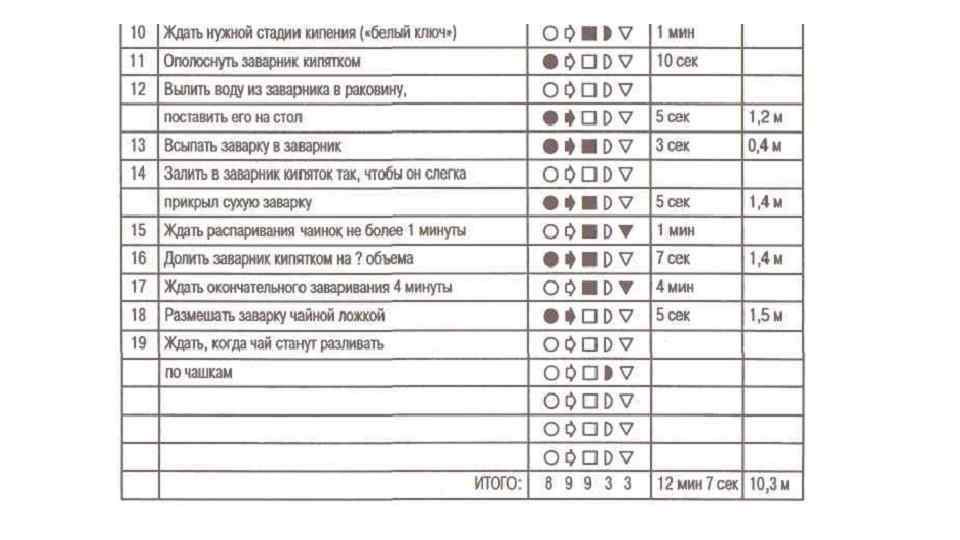 10 Ждать нужной стадии кипения («белый ключ») 1 мин
11 Ополоснуть заварник кипятком 10 сек
12 Вылить воду из заварника в раковину,
поставить его на стол 5 сек 1,2 м
13 Всыпать заварку в заварник 3 сек 0,4 м
14 Залить в заварник кипяток так, чтобы он слегка
прикрыл сухую заварку 5 сек 1,4 м
15 Ждать распаривания чаинок не более 1 минуты 1 мин
16 Долить заварник кипятком на ? объема 7 сек 1,4 м
17 Ждать окончательного заваривания 4 минуты 4 мин
18 Размешать заварку чайной ложкой 5 сек 1,5 м
19 Ждать, когда чай станут разливать
по чашкам
ИТОГО: 8 9 9 3 3 12 мин 7 сек 10,3 м